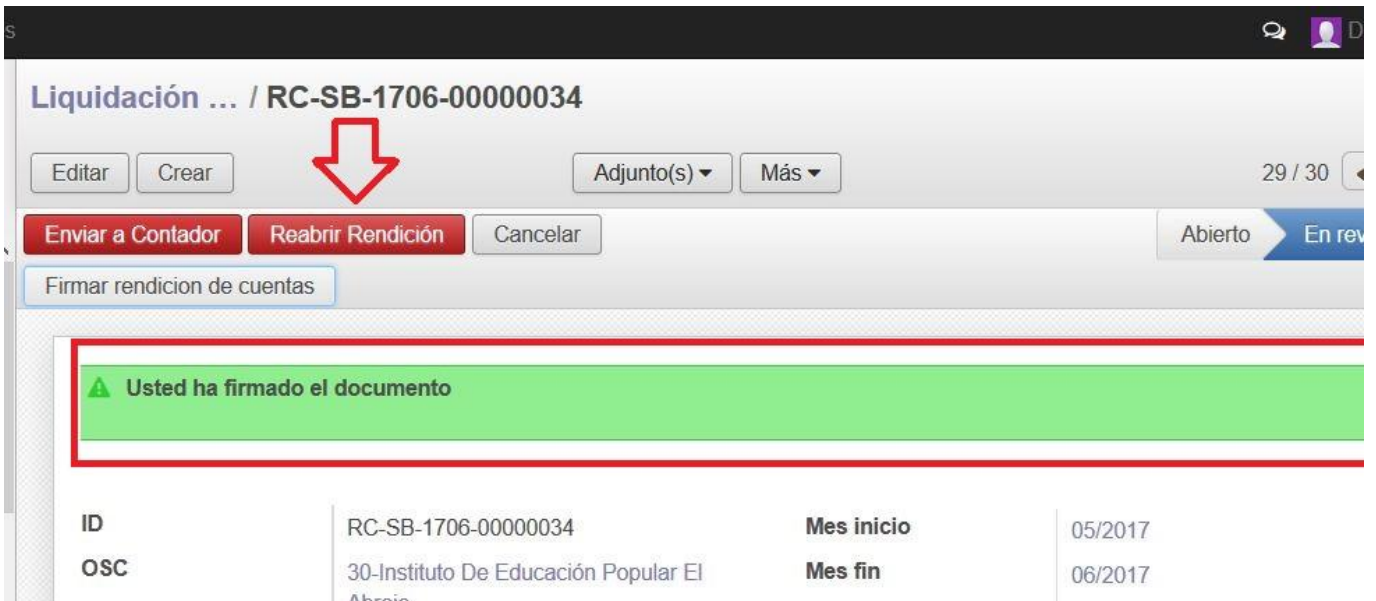 s D
Liquidación … / RC-SB-1706-00000034
Editar Crear Adjunto(s) Más 29 / 30
Enviar a Contador Reabrir Rendición Cancelar Abierto En rev
Firmar rendicion de cuentas
Usted ha firmado el documento
ID RC-SB-1706-00000034 Mes inicio 05/2017
OSC 30-Instituto De Educación Popular El Mes fin 06/2017